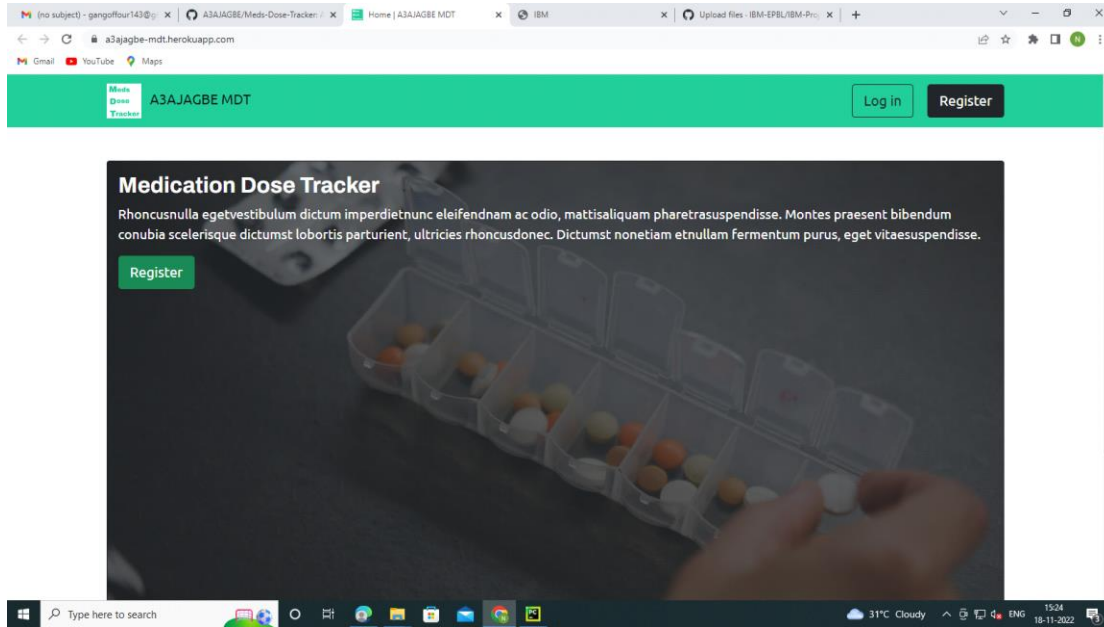 (no subject) - gangoffour143@g
A3AJAGBE/Meds-Dose-Tracker: A
Home | A3AJAGBE MDT
IBM
Upload files · IBM-EPBL/IBM-Proj
a3ajagbe-mdt.herokuapp.com
N
Gmail
YouTube
Maps
Meds
Dose
Tracker
A3AJAGBE MDT
Log in
Register
Medication Dose Tracker
Rhoncusnulla egetvestibulum dictum imperdietnunc eleifendnam ac odio, mattisaliquam pharetrasuspendisse. Montes praesent bibendum
conubia scelerisque dictumst lobortis parturient, ultricies rhoncusdonec. Dictumst nonetiam etnullam fermentum purus, eget vitaesuspendisse.
Register
Type here to search
PC
31°C Cloudy
ENG
15:24
18-11-2022